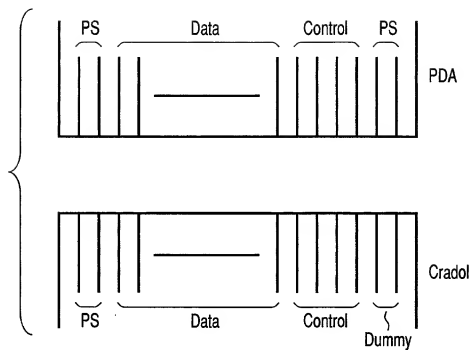 PS Data Control PS
PDA
Cradol
PS Data Control
Dummy